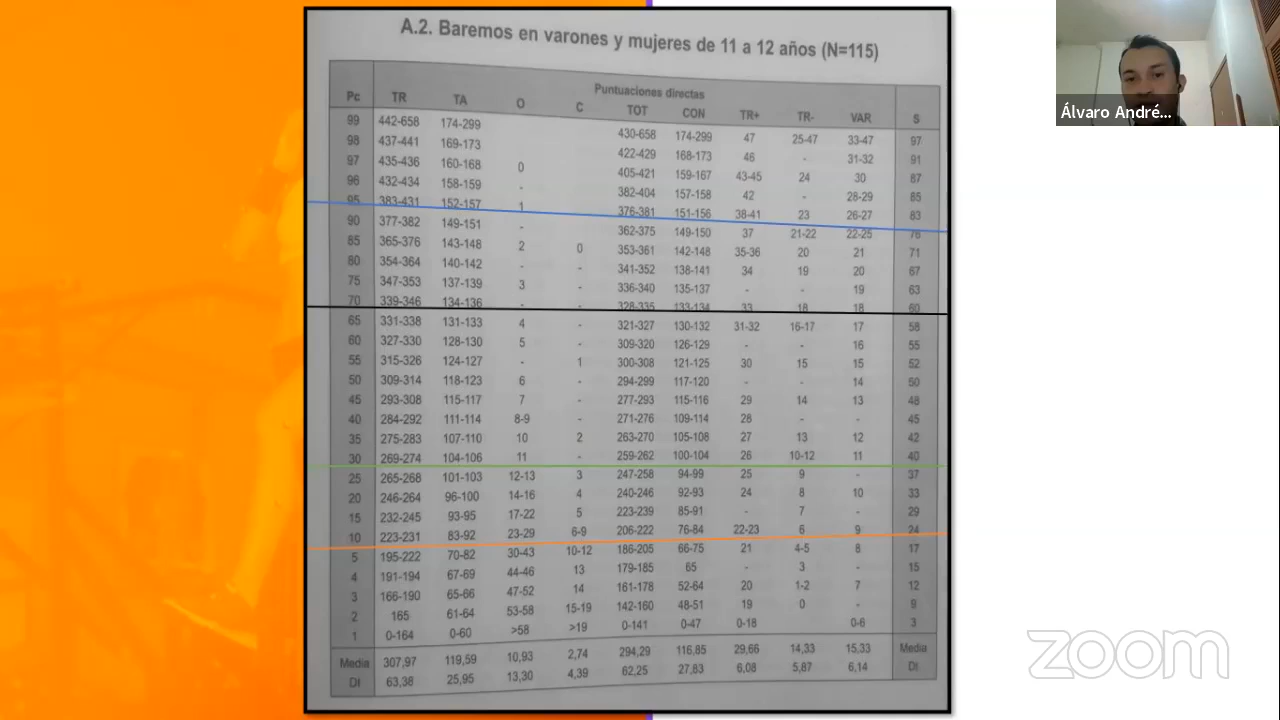 A.2. Baremos en varones y mujeres de 11 a 12 años (N=115)
Puntuaciones directas
Pc TR TA O C TOT CON TR+ TR- VAR S
99 442-658 174-299 430-658 174-299 47 25-47 33-47 97
98 437-441 169-173 422-429 168-173 46 - 31-32 91
97 435-436 160-168 0 405-421 159-167 43-45 24 30 87
96 432-434 158-159 - 382-404 157-158 42 - 28-29 85
95 383-431 152-157 1 376-381 151-156 38-41 23 26-27 83
90 377-382 149-151 - 362-375 149-150 37 21-22 22-25 76
85 365-376 143-148 2 0 353-361 142-148 35-36 20 21 71
80 354-364 140-142 - - 341-352 138-141 34 19 20 67
75 347-353 137-139 3 - 336-340 135-137 - - 19 63
70 339-346 134-136 - - 328-335 133-134 33 18 18 60
65 331-338 131-133 4 - 321-327 130-132 31-32 16-17 17 58
60 327-330 128-130 5 - 309-320 126-129 - - 16 55
55 315-326 124-127 - 1 300-308 121-125 30 15 15 52
50 309-314 118-123 6 - 294-299 117-120 - - 14 50
45 293-308 115-117 7 - 277-293 115-116 29 14 13 48
40 284-292 111-114 8-9 - 271-276 109-114 28 - - 45
35 275-283 107-110 10 2 263-270 105-108 27 13 12 42
30 269-274 104-106 11 - 259-262 100-104 26 10-12 11 40
25 265-268 101-103 12-13 3 247-258 94-99 25 9 - 37
20 246-264 96-100 14-16 4 240-246 92-93 24 8 10 33
15 232-245 93-95 17-22 5 223-239 85-91 - 7 - 29
10 223-231 83-92 23-29 6-9 206-222 76-84 22-23 6 9 24
5 195-222 70-82 30-43 10-12 186-205 66-75 21 4-5 8 17
4 191-194 67-69 44-46 13 179-185 65 - 3 - 15
3 166-190 65-66 47-52 14 161-178 52-64 20 1-2 7 12
2 165 61-64 53-58 15-19 142-160 48-51 19 0 - 9
1 0-164 0-60 >58 >19 0-141 0-47 0-18 0-6 3
Media 307,97 119,59 10,93 2,74 294,29 116,85 29,66 14,33 15,33 Media
Dt 63,38 25,95 13,30 4,39 62,25 27,83 6,08 5,87 6,14 Dt
Álvaro André...
zoom